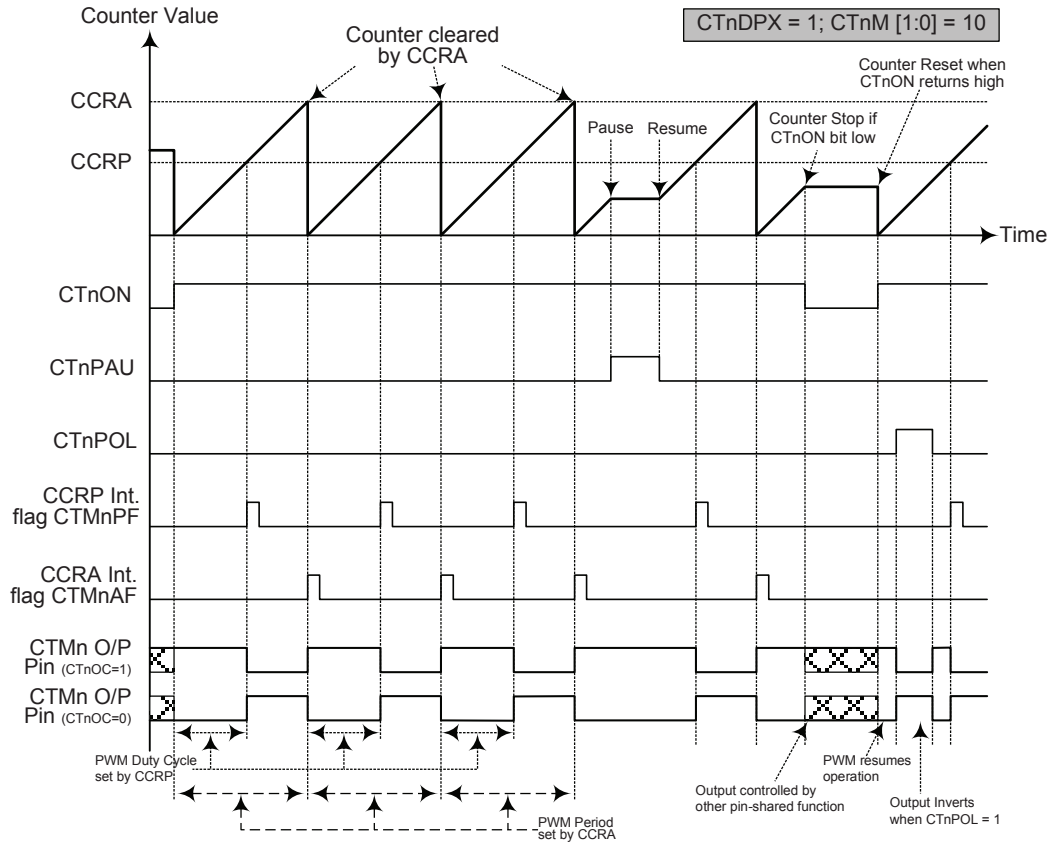 Counter Value
CTnDPX = 1; CTnM [1:0] = 10
Counter cleared
by CCRA
Counter Reset when
CTnON returns high
CCRA
Counter Stop if
CTnON bit low
Pause
Resume
CCRP
Time
CTnON
CTnPAU
CTnPOL
CCRP Int.
flag CTMnPF
CCRA Int.
flag CTMnAF
CTMn O/P
Pin (CTnOC=1)
CTMn O/P
Pin (CTnOC=0)
PWM Duty Cycle
set by CCRP
PWM resumes
operation
Output controlled by
other pin-shared function
Output Inverts
when CTnPOL = 1
PWM Period
set by CCRA